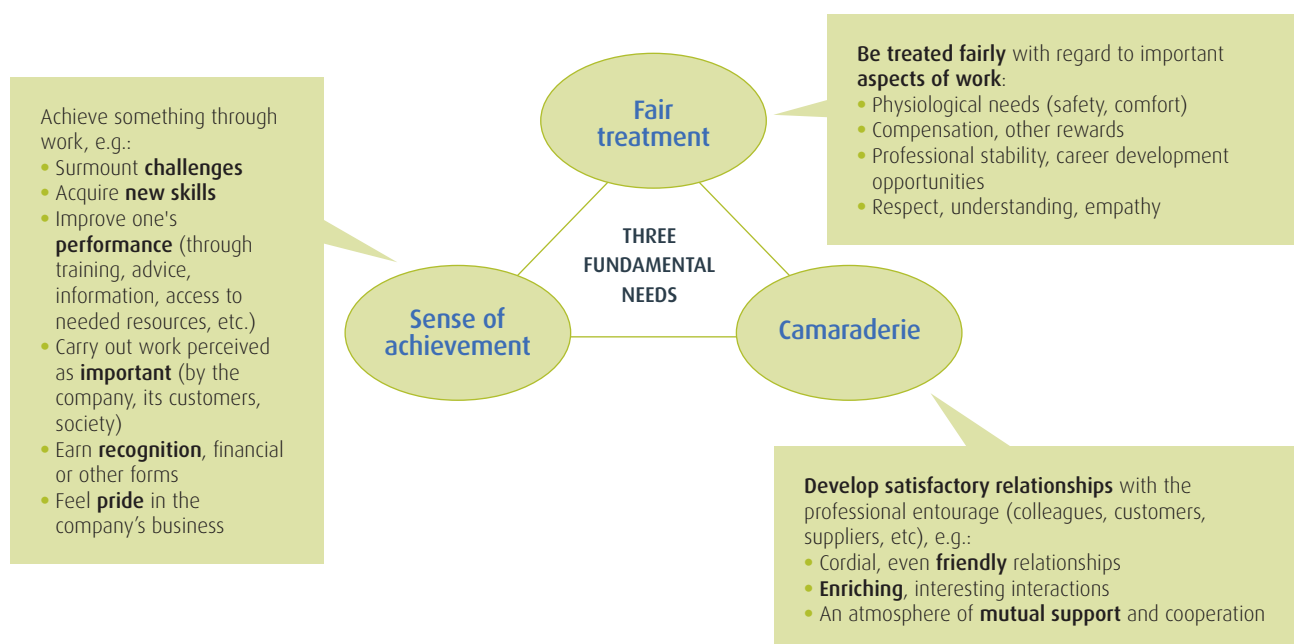 Fair
treatment
Be treated fairly with regard to important
aspects of work:
• Physiological needs (safety, comfort)
• Compensation, other rewards
• Professional stability, career development
opportunities
• Respect, understanding, empathy
Achieve something through
work, e.g.:
• Surmount challenges
• Acquire new skills
• Improve one's
performance (through
training, advice,
information, access to
needed resources, etc.)
• Carry out work perceived
as important (by the
company, its customers,
society)
• Earn recognition, financial
or other forms
• Feel pride in the
company’s business
THREE
FUNDAMENTAL
NEEDS
Sense of
achievement
Camaraderie
Develop satisfactory relationships with the
professional entourage (colleagues, customers,
suppliers, etc), e.g.:
• Cordial, even friendly relationships
• Enriching, interesting interactions
• An atmosphere of mutual support and cooperation